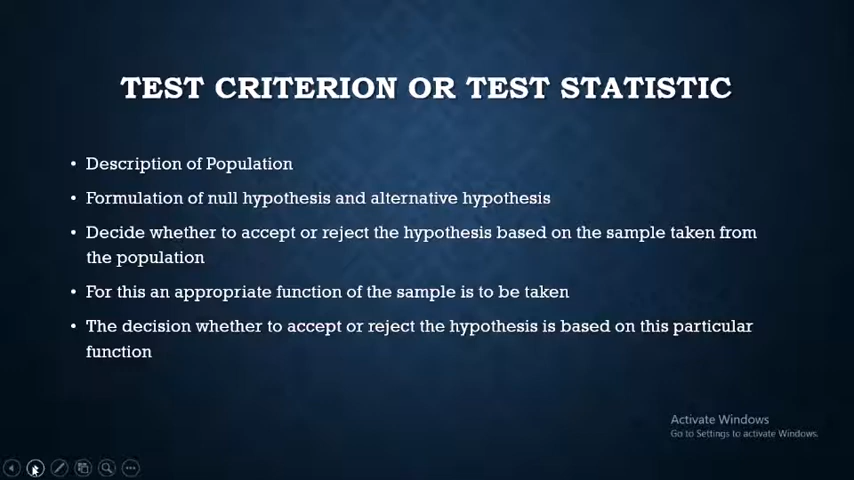 TEST CRITERION OR TEST STATISTIC
• Description of Population
• Formulation of null hypothesis and alternative hypothesis
• Decide whether to accept or reject the hypothesis based on the sample taken from
the population
• For this an appropriate function of the sample is to be taken
• The decision whether to accept or reject the hypothesis is based on this particular
function
Activate Windows
Go to Settings to activate Windows.